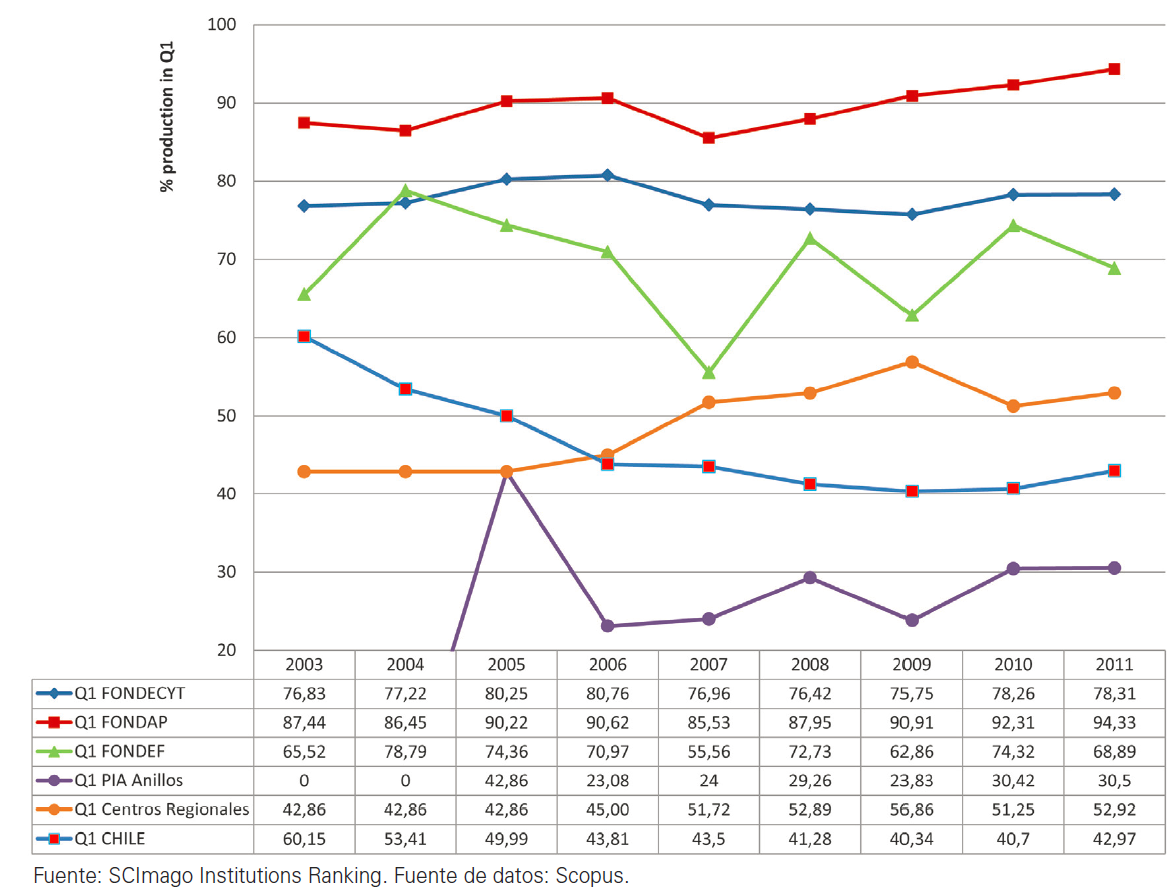 % production in Q1
100
90
80
70
60
50
40
30
20
2003 2004 2005 2006 2007 2008 2009 2010 2011
Q1 FONDECYT 76,83 77,22 80,25 80,76 76,96 76,42 75,75 78,26 78,31
Q1 FONDAP 87,44 86,45 90,22 90,62 85,53 87,95 90,91 92,31 94,33
Q1 FONDEF 65,52 78,79 74,36 70,97 55,56 72,73 62,86 74,32 68,89
Q1 PIA Anillos 0 0 42,86 23,08 24 29,26 23,83 30,42 30,5
Q1 Centros Regionales 42,86 42,86 42,86 45,00 51,72 52,89 56,86 51,25 52,92
Q1 CHILE 60,15 53,41 49,99 43,81 43,5 41,28 40,34 40,7 42,97
Fuente: SCImago Institutions Ranking. Fuente de datos: Scopus.